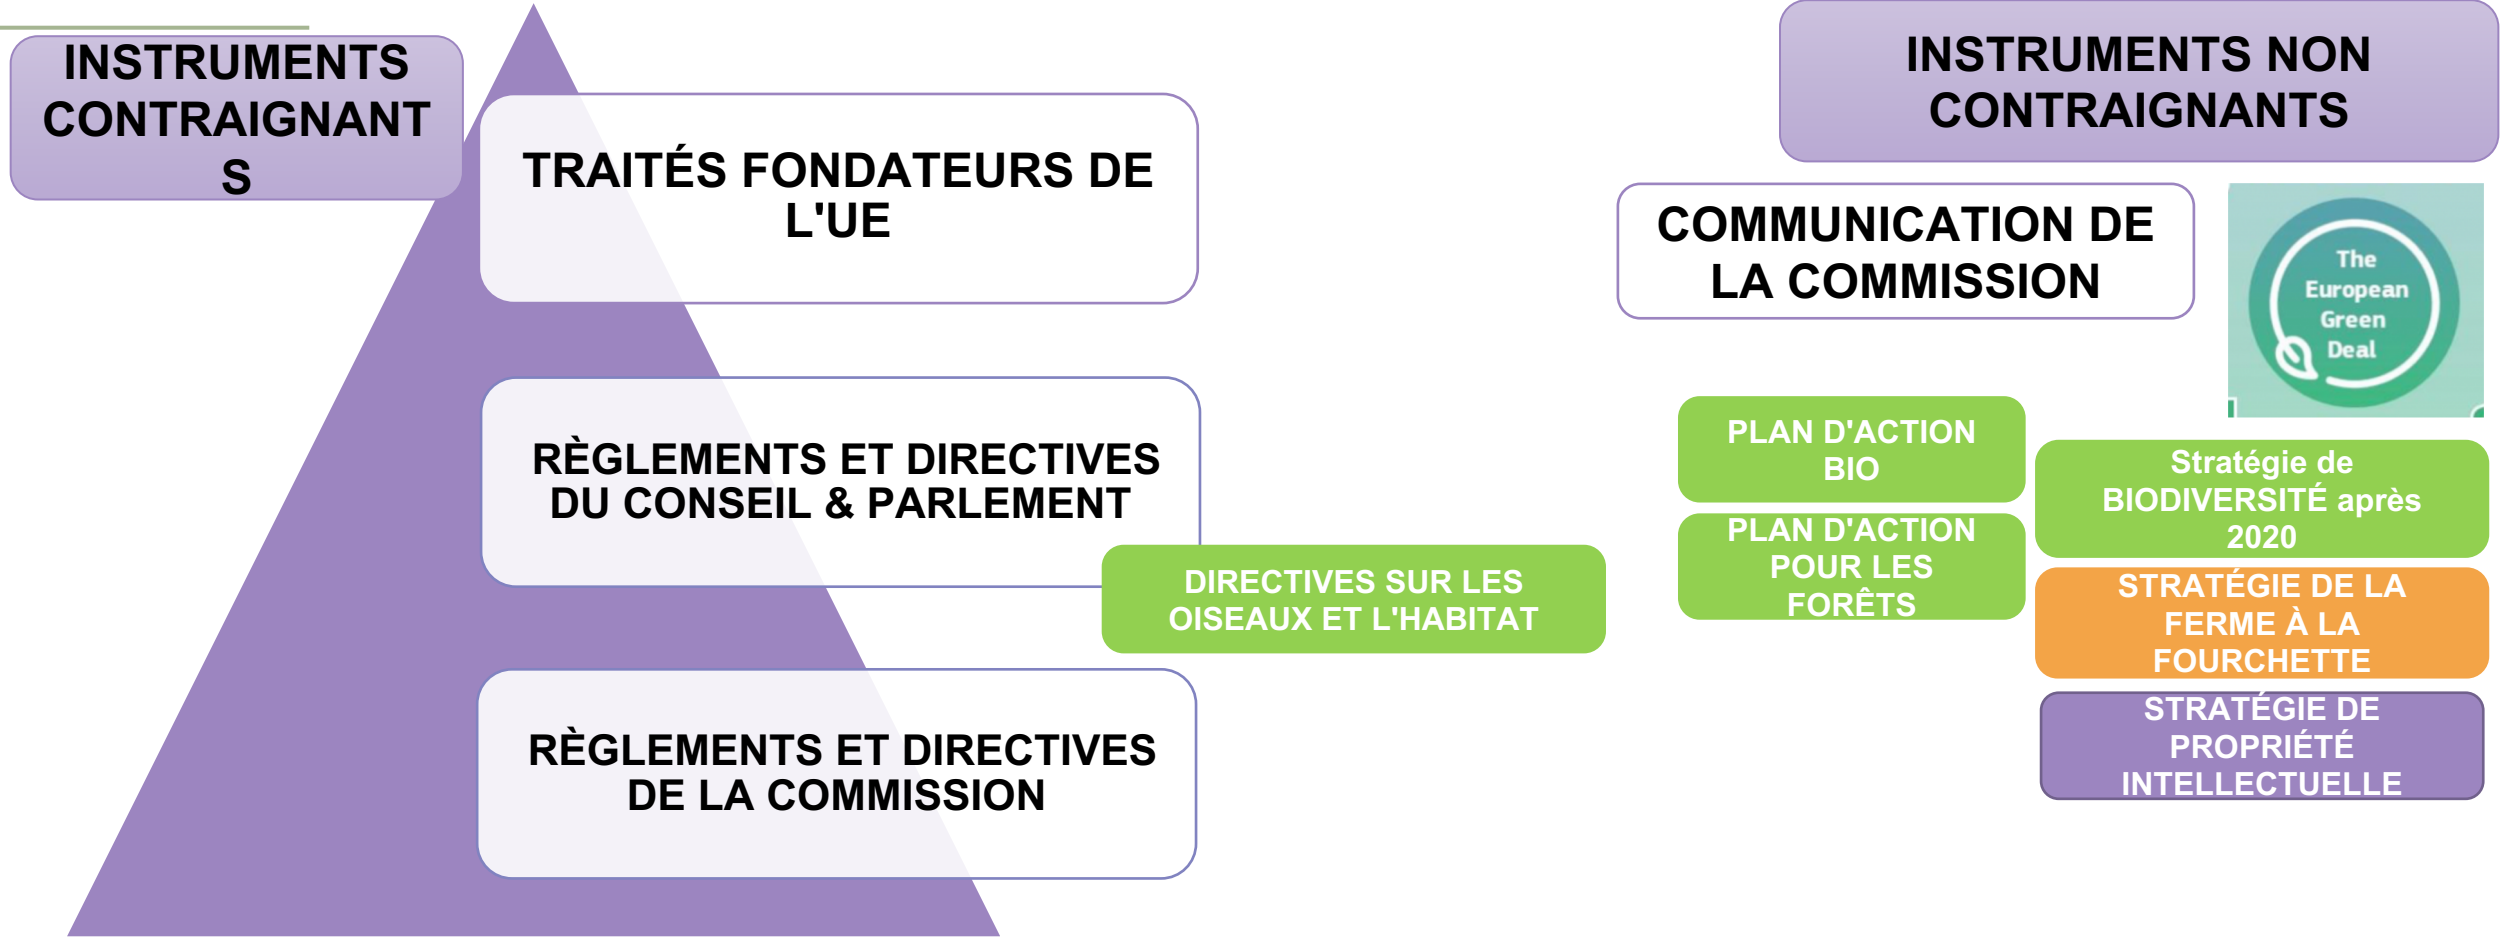 INSTRUMENTS
CONTRAIGNANT
S
TRAITÉS FONDATEURS DE
L'UE
RÈGLEMENTS ET DIRECTIVES
DU CONSEIL & PARLEMENT
DIRECTIVES SUR LES
OISEAUX ET L'HABITAT
RÈGLEMENTS ET DIRECTIVES
DE LA COMMISSION
INSTRUMENTS NON
CONTRAIGNANTS
COMMUNICATION DE
LA COMMISSION
The
European
Green
Deal
PLAN D'ACTION
BIO
PLAN D'ACTION
POUR LES
FORÊTS
Stratégie de
BIODIVERSITÉ après
2020
STRATÉGIE DE LA
FERME À LA
FOURCHETTE
STRATÉGIE DE
PROPRIÉTÉ
INTELLECTUELLE